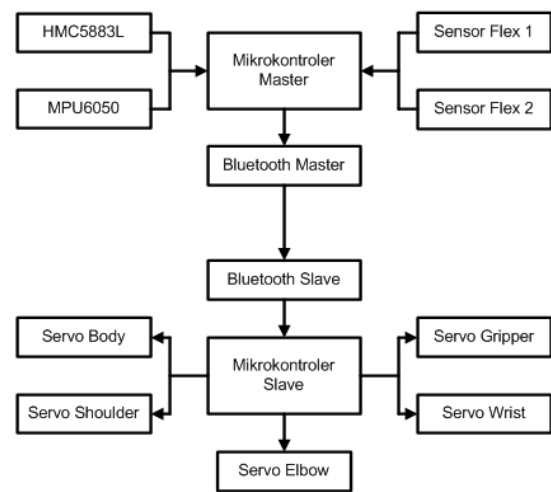 HMC5883L
Mikrokontroler
Master
Sensor Flex 1
MPU6050
Sensor Flex 2
Bluetooth Master
Bluetooth Slave
Servo Body
Mikrokontroler
Slave
Servo Gripper
Servo Shoulder
Servo Wrist
Servo Elbow